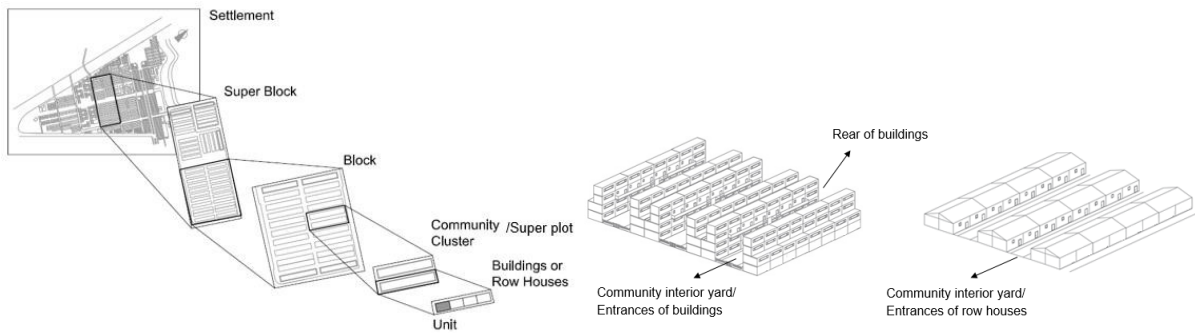 Settlement
Super Block
Block
Community /Super plot
Cluster
Buildings or
Row Houses
Unit
Rear of buildings
Community interior yard/
Entrances of buildings
Community interior yard/
Entrances of row houses